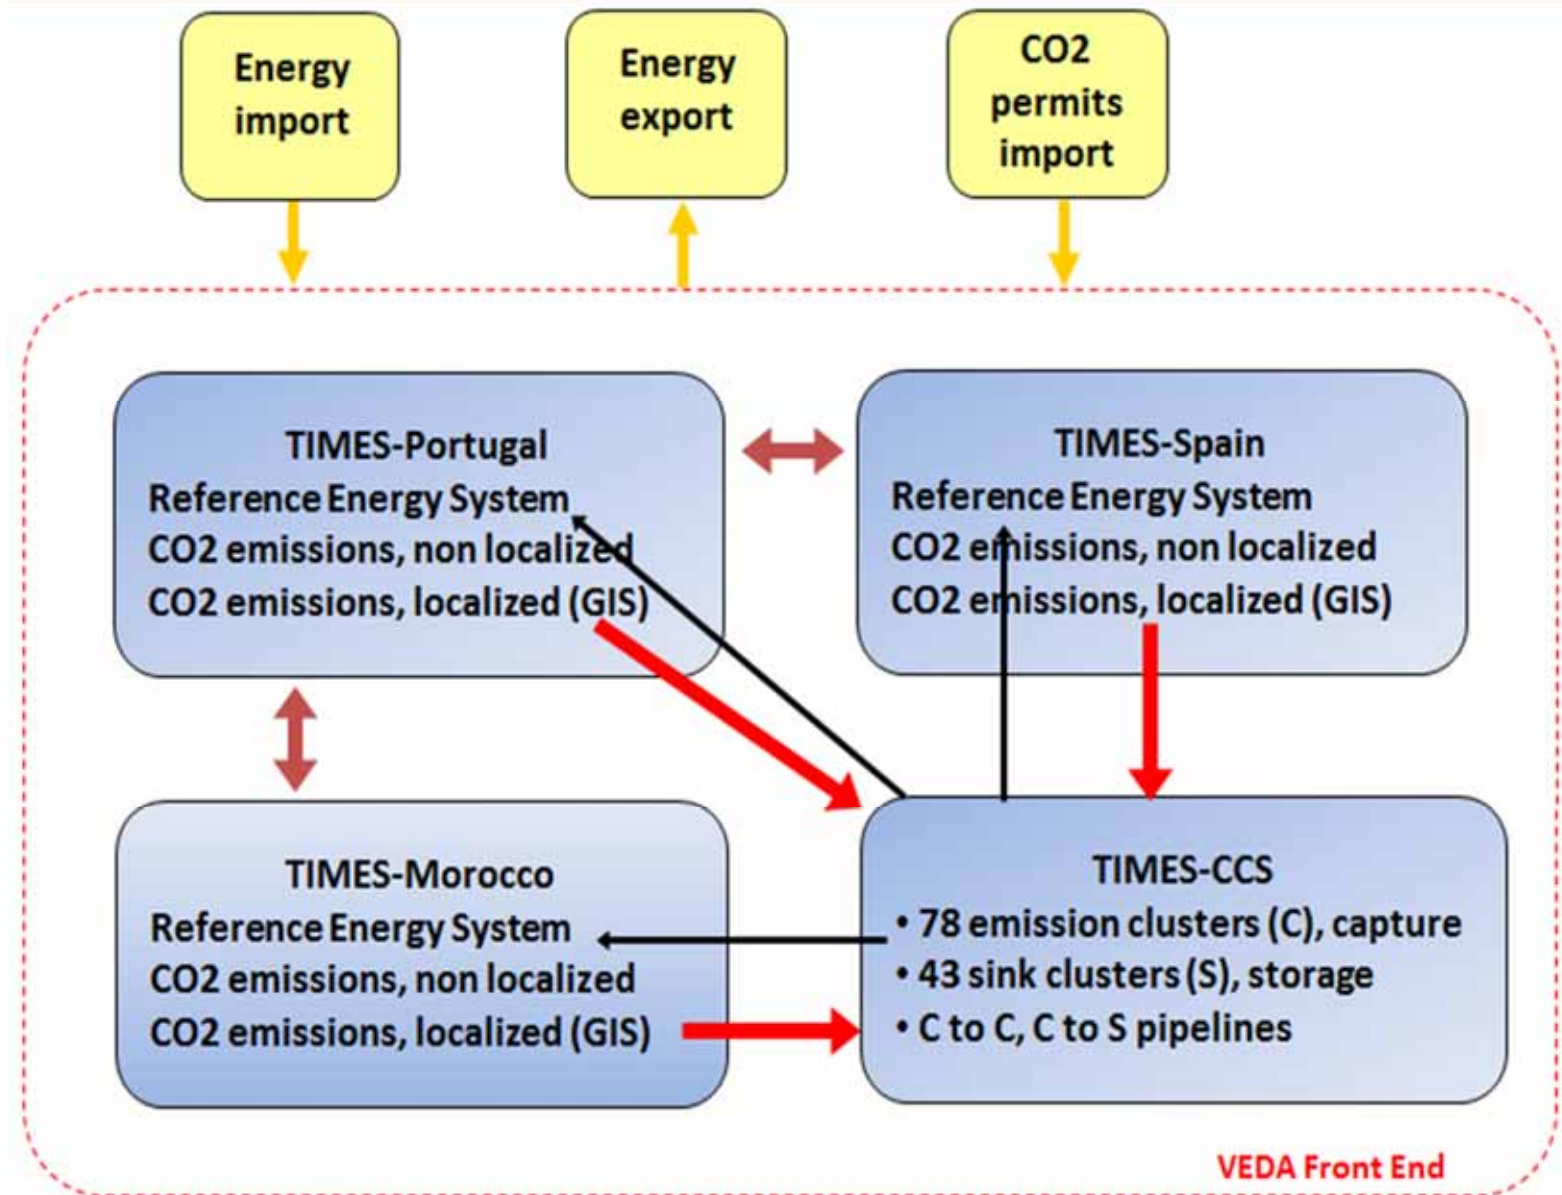 Energy
import
Energy
export
CO2
permits
import
TIMES-Portugal
Reference Energy System
CO2 emissions, non localized
CO2 emissions, localized (GIS)
TIMES-Spain
Reference Energy System
CO2 emissions, non localized
CO2 emissions, localized (GIS)
TIMES-Morocco
Reference Energy System
CO2 emissions, non localized
CO2 emissions, localized (GIS)
TIMES-CCS
• 78 emission clusters (C), capture
• 43 sink clusters (S), storage
• C to C, C to S pipelines
VEDA Front End